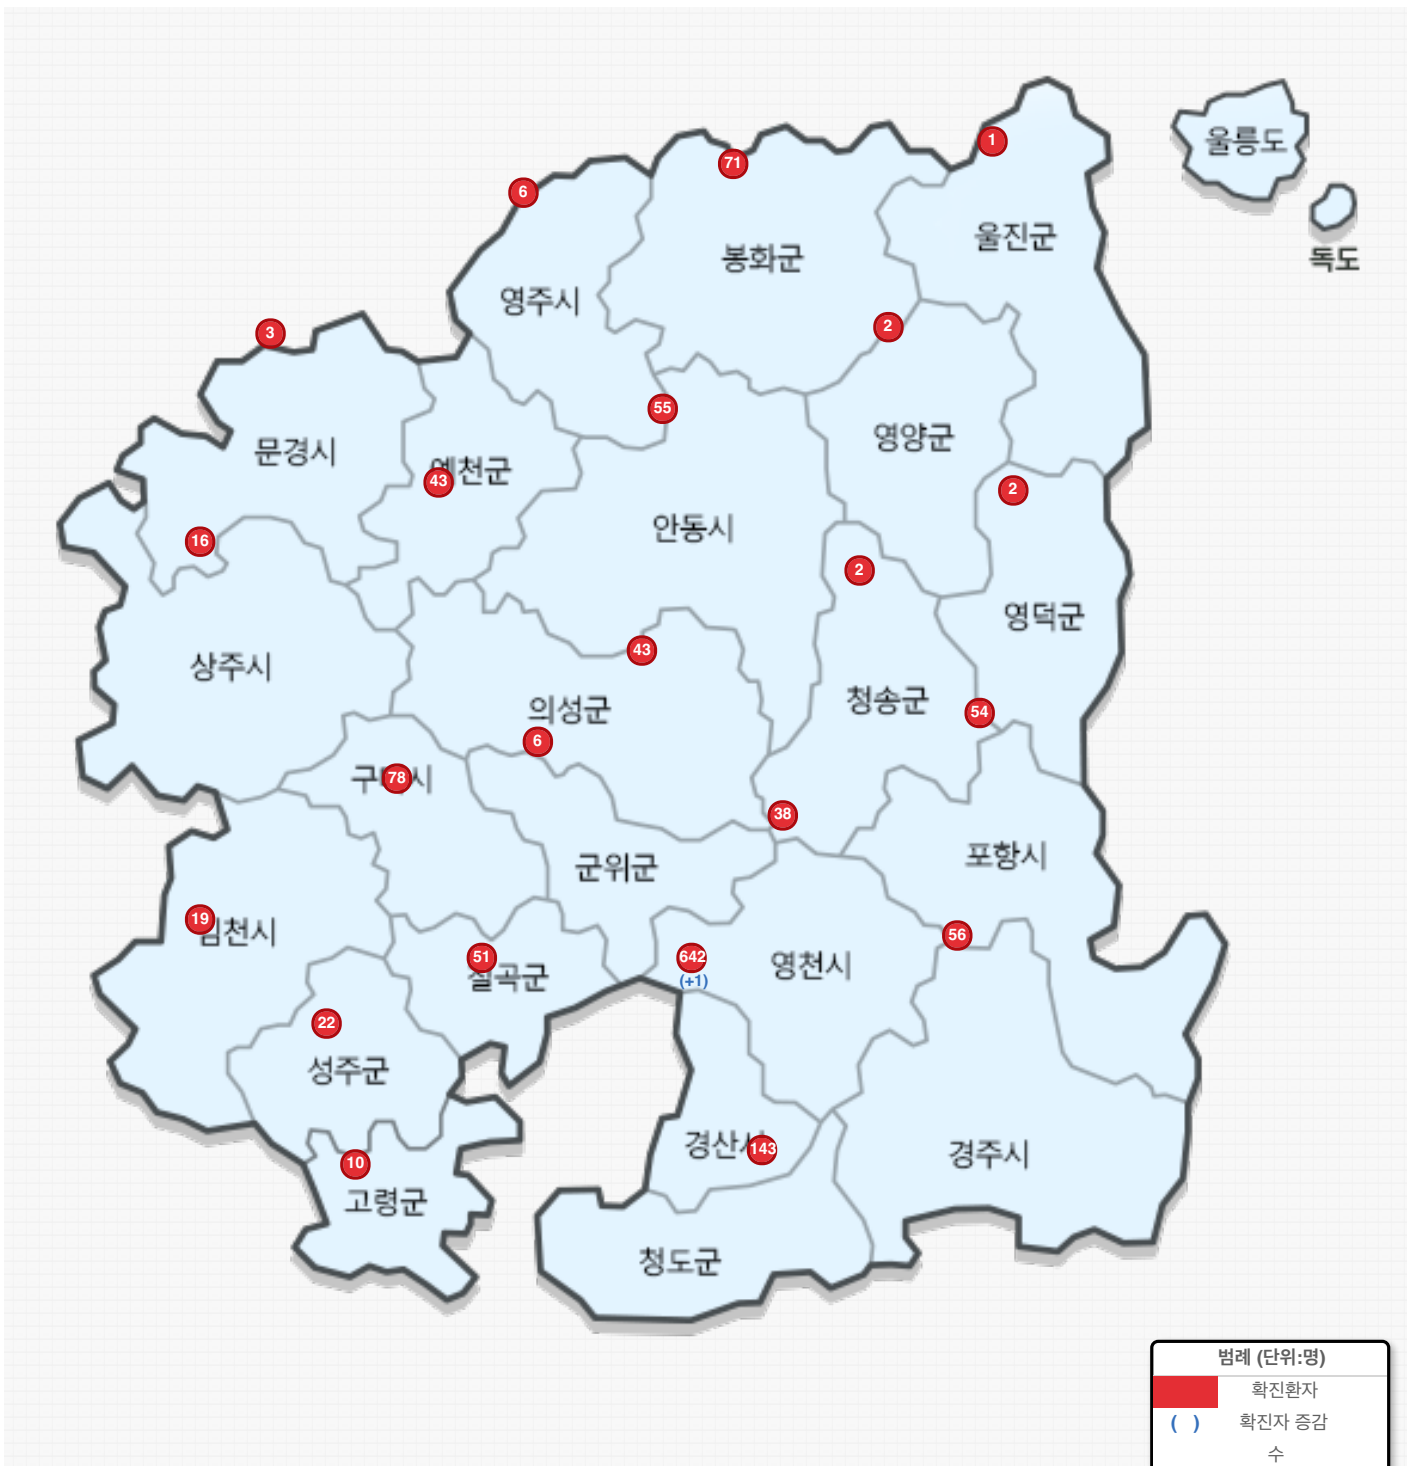 1
울릉도
71
6
울진군
봉화군
독도
영주시
2
3
55
영양군
문경시
천군
43
2
안동시
16
2
영덕군
43
상주시
청송군
의성군
54
6
구 시
78
38
포항시
군위군
19
천시
56
51
642
(+1)
영천시
칠곡군
22
성주군
경산
143
경주시
10
고령군
청도군
범례 (단위:명)
확진환자
( ) 확진자 증감
수